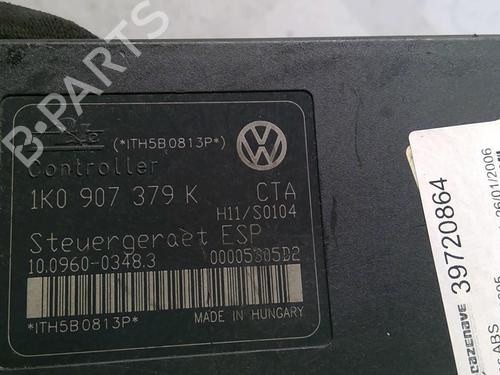 (*ITH5B0813P*)
Controller
1K0 907 379 K CTA
H11/S0104
Steuergeraet ESP
10.0960-0348.3 00005305D2
*ITH5B0813P*
MADE IN HUNGARY
B-PARTS
cazenave 39720864
26/01/2006
ABS